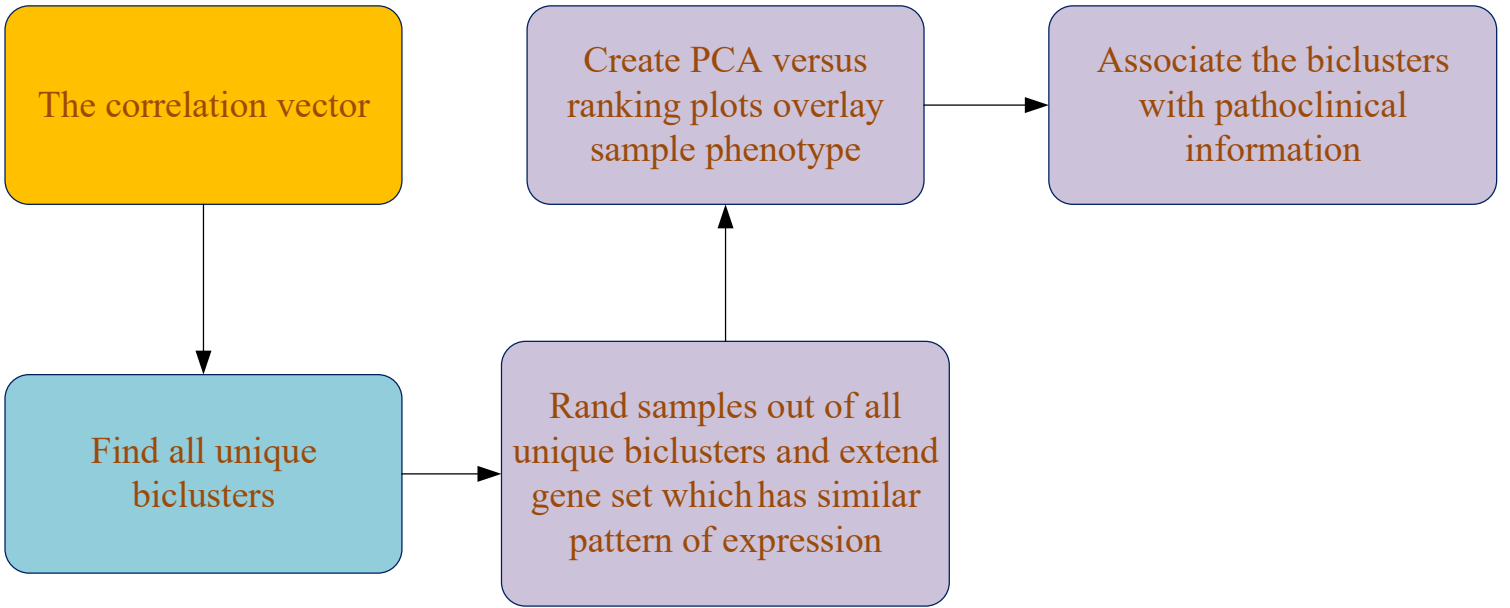 The correlation vector
Find all unique
biclusters
Rand samples out of all
unique biclusters and extend
gene set which has similar
pattern of expression
Create PCA versus
ranking plots overlay
sample phenotype
Associate the biclusters
with pathoclinical
information